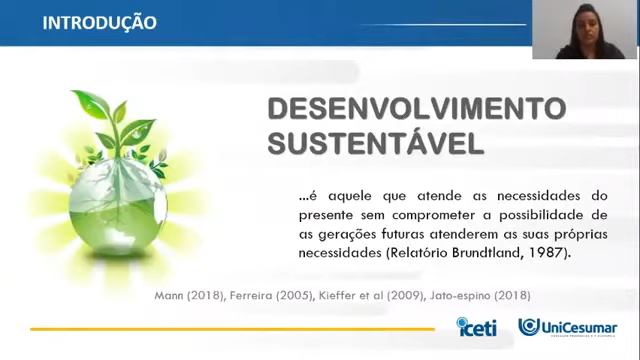 INTRODUÇÃO
DESENVOLVIMENTO
SUSTENTÁVEL
...é aquele que atende as necessidades do
presente sem comprometer a possibilidade de
as gerações futuras atenderem as suas próprias
necessidades (Relatório Brundtland, 1987).
Mann (2018), Ferreira (2005), Kieffer et al (2009), Jato-espino (2018)
iceti
UniCesumar